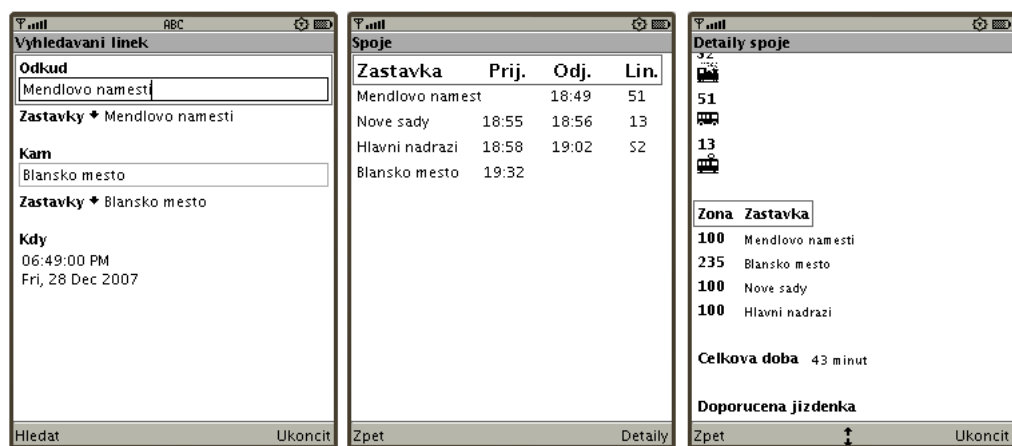 ABC
Vyhledavani linek
Odkud
Mendlovo namesti
Zastavky Mendlovo namesti
Kam
Blansko mesto
Zastavky Blansko mesto
Kdy
06:49:00 PM
Fri, 28 Dec 2007
Hledat Ukoncit
Spoje
Zastavka Prij. Odj. Lin.
Mendlovo namest 18:49 51
Nove sady 18:55 18:56 13
Hlavni nadrazi 18:58 19:02 S2
Blansko mesto 19:32
Zpet Detaily
Detaily spoje
S2
51
13
Zona Zastavka
100 Mendlovo namesti
235 Blansko mesto
100 Nove sady
100 Hlavni nadrazi
Celkova doba 43 minut
Doporucena jizdenka
Zpet Ukoncit